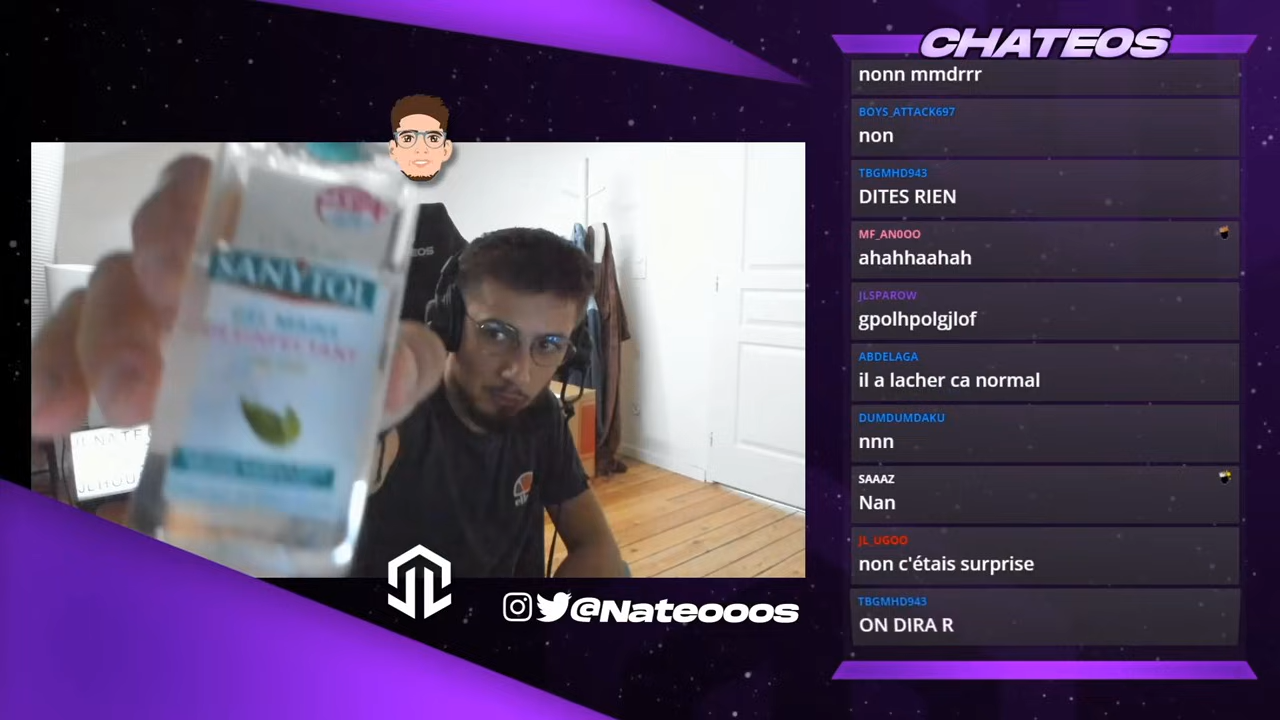 CHATEOS
nonn mmdrrr
BOYS_ATTACK697
non
TBGMHD943
DITES RIEN
MF_AN0OO
ahahhaahah
JLSPAROW
gpolhpolgjlof
ABDELAGA
il a lacher ca normal
DUMDUMDAKU
nnn
SAAAZ
Nan
JL_UGOO
non c'étais surprise
TBGMHD943
ON DIRA R
SANYTOL
GEL MAINS
DESINFECTANT
@Nateooos